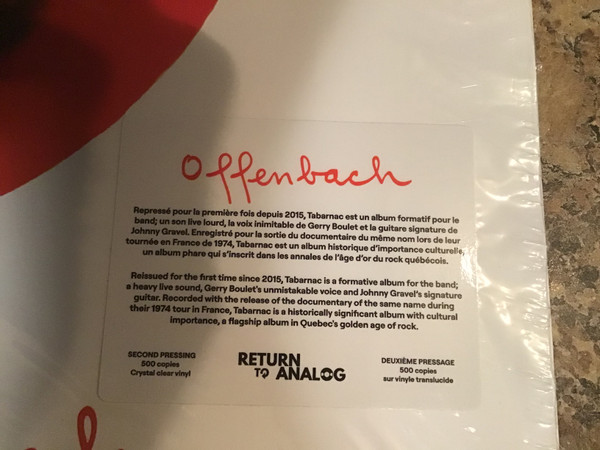 Offenbach
Repressé pour la première fois depuis 2015, Tabarnac est un album formatif pour le
band; un son live lourd, la voix inimitable de Gerry Boulet et la guitare signature de
Johnny Gravel. Enregistré pour la sortie du documentaire du même nom lors de leur
tournée en France de 1974, Tabarnac est un album historique d'importance culturelle,
un album phare qui s'inscrit dans les annales de l'âge d'or du rock québécois.
Reissued for the first time since 2015, Tabarnac is a formative album for the band;
a heavy live sound, Gerry Boulet's unmistakable voice and Johnny Gravel's signature
guitar. Recorded with the release of the documentary of the same name during
their 1974 tour in France, Tabarnac is a historically significant album with cultural
importance, a flagship album in Quebec's golden age of rock.
SECOND PRESSING
500 copies
Crystal clear vinyl
RETURN
TO ANALOG
DEUXIÈME PRESSAGE
500 copies
sur vinyle translucide